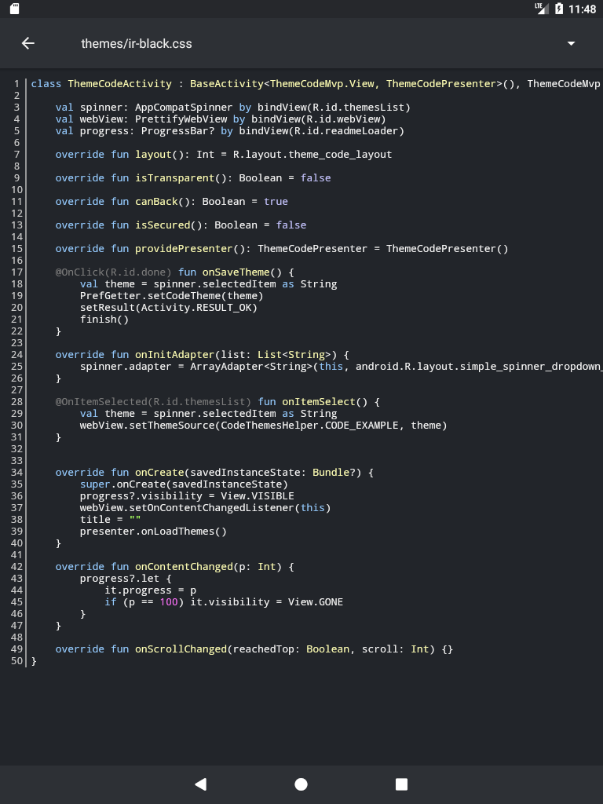 LTE 11:48
themes/ir-black.css
1 class ThemeCodeActivity : BaseActivity<ThemeCodeMvp.View, ThemeCodePresenter>(), ThemeCodeMvp
2
3     val spinner: AppCompatSpinner by bindView(R.id.themesList)
4     val webView: PrettifyWebView by bindView(R.id.webView)
5     val progress: ProgressBar? by bindView(R.id.readmeLoader)
6
7     override fun layout(): Int = R.layout.theme_code_layout
8
9     override fun isTransparent(): Boolean = false
10
11     override fun canBack(): Boolean = true
12
13     override fun isSecured(): Boolean = false
14
15     override fun providePresenter(): ThemeCodePresenter = ThemeCodePresenter()
16
17     @OnClick(R.id.done) fun onSaveTheme() {
18         val theme = spinner.selectedItem as String
19         PrefGetter.setCodeTheme(theme)
20         setResult(Activity.RESULT_OK)
21         finish()
22     }
23
24     override fun onInitAdapter(list: List<String>) {
25         spinner.adapter = ArrayAdapter<String>(this, android.R.layout.simple_spinner_dropdown_
26     }
27
28     @OnItemSelected(R.id.themesList) fun onItemSelect() {
29         val theme = spinner.selectedItem as String
30         webView.setThemeSource(CodeThemesHelper.CODE_EXAMPLE, theme)
31     }
32
33
34     override fun onCreate(savedInstanceState: Bundle?) {
35         super.onCreate(savedInstanceState)
36         progress?.visibility = View.VISIBLE
37         webView.setOnContentChangedListener(this)
38         title = ""
39         presenter.onLoadThemes()
40     }
41
42     override fun onContentChanged(p: Int) {
43         progress?.let {
44             it.progress = p
45             if (p == 100) it.visibility = View.GONE
46         }
47     }
48
49     override fun onScrollChanged(reachedTop: Boolean, scroll: Int) {}
50 }